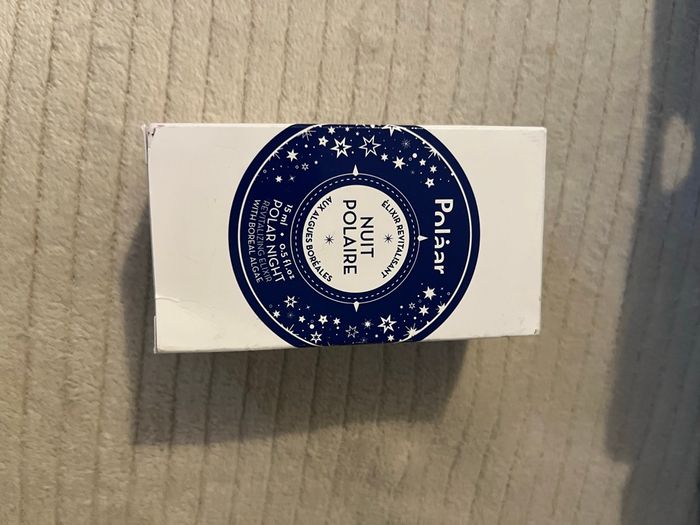 Poläar
ÉLIXIR REVITALISANT
NUIT
POLAIRE
AUX ALGUES BORÉALES
15 ml • 0.5 fl.oz
POLAR NIGHT
REVITALIZING ELIXIR
WITH BOREAL ALGAE